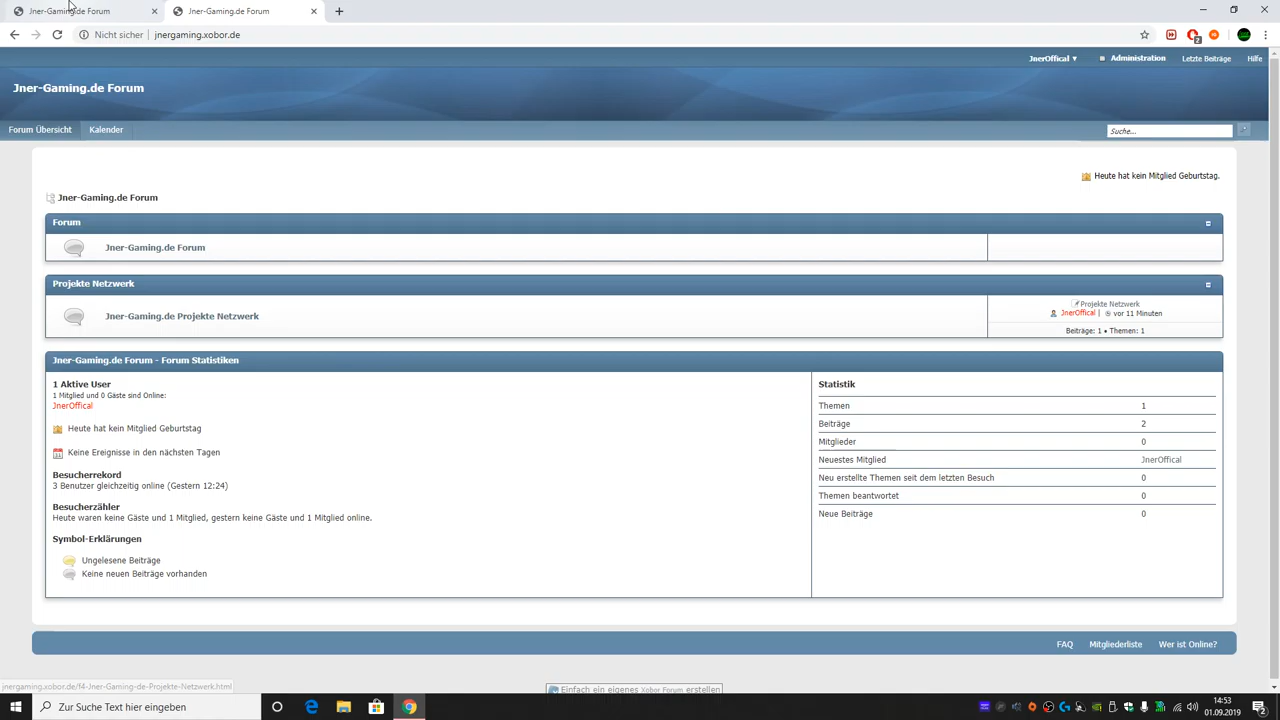 Jner-Gaming.de Forum
Jner-Gaming.de Forum
Nicht sicher
jnergaming.xobor.de
2
JnerOffical ▾
Administration
Letzte Beiträge
Hilfe
Jner-Gaming.de Forum
Forum Übersicht
Kalender
Suche...
Heute hat kein Mitglied Geburtstag.
Jner-Gaming.de Forum
Forum
Jner-Gaming.de Forum
Projekte Netzwerk
Jner-Gaming.de Projekte Netzwerk
Projekte Netzwerk
JnerOffical | vor 11 Minuten
Beiträge: 1 • Themen: 1
Jner-Gaming.de Forum - Forum Statistiken
1 Aktive User
1 Mitglied und 0 Gäste sind Online:
JnerOffical
Heute hat kein Mitglied Geburtstag
Keine Ereignisse in den nächsten Tagen
Besucherrekord
3 Benutzer gleichzeitig online (Gestern 12:24)
Besucherzähler
Heute waren keine Gäste und 1 Mitglied, gestern keine Gäste und 1 Mitglied online.
Symbol-Erklärungen
Ungelesene Beiträge
Keine neuen Beiträge vorhanden
Statistik
Themen 1
Beiträge 2
Mitglieder 0
Neuestes Mitglied JnerOffical
Neu erstellte Themen seit dem letzten Besuch 0
Themen beantwortet 0
Neue Beiträge 0
FAQ
Mitgliederliste
Wer ist Online?
jnergaming.xobor.de/f4-Jner-Gaming-de-Projekte-Netzwerk.html
Einfach ein eigenes Xobor Forum erstellen
Zur Suche Text hier eingeben
14:53
01.09.2019
2